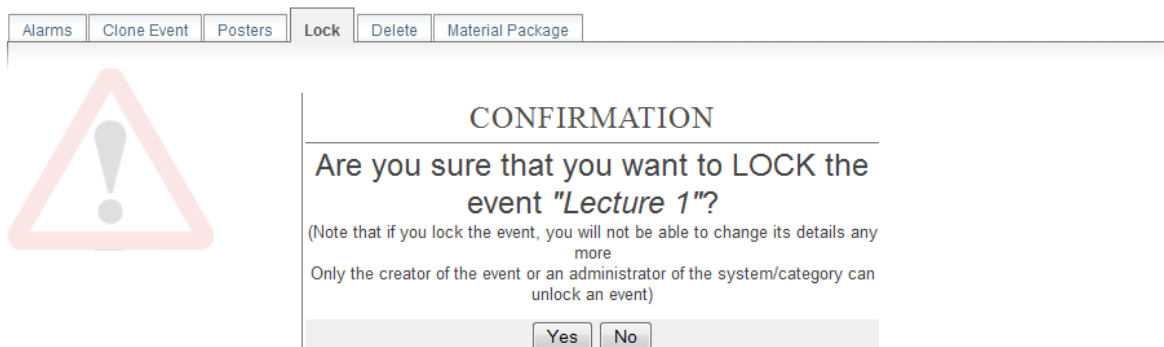 Alarms Clone Event Posters Lock Delete Material Package
CONFIRMATION
Are you sure that you want to LOCK the
event "Lecture 1"?
(Note that if you lock the event, you will not be able to change its details any
more
Only the creator of the event or an administrator of the system/category can
unlock an event)
Yes No